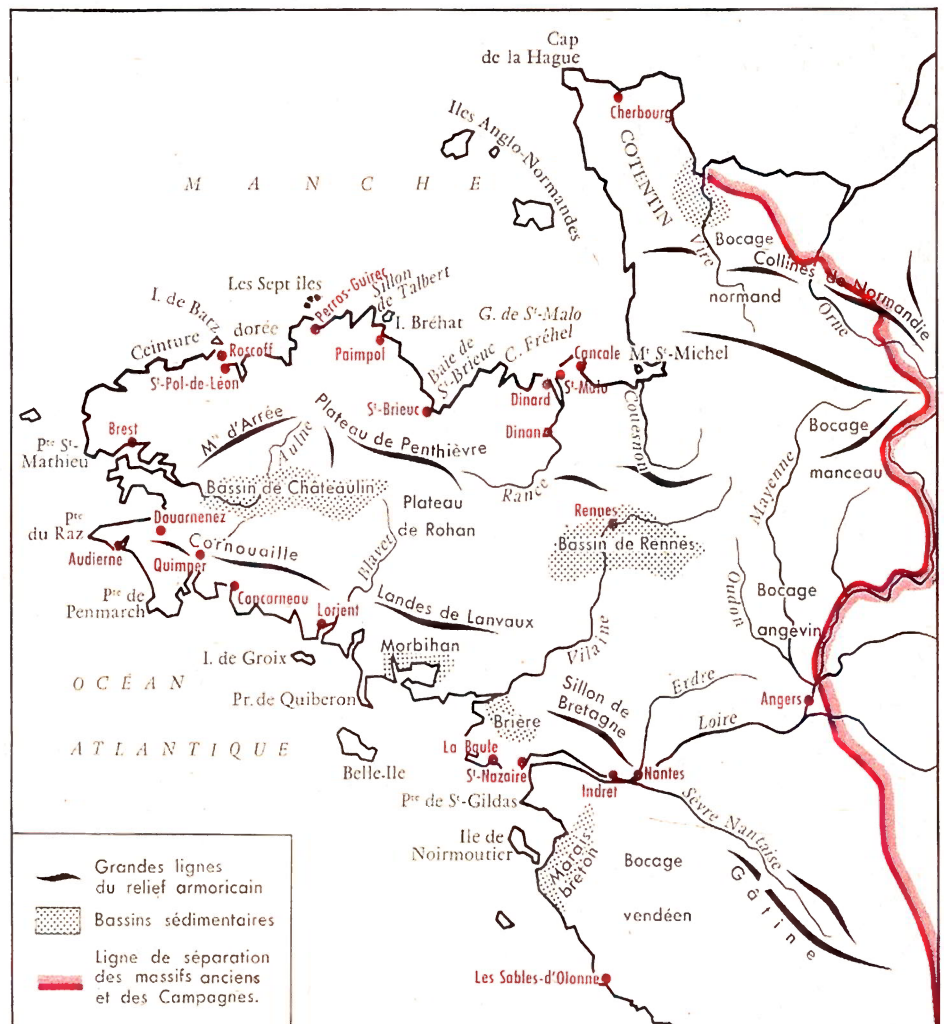 Cap
de la Hague
Cherbourg
Iles Anglo-Normandes
COTENTIN
MANCHE
Vire
Bocage
normand
Collines de Normandie
Orne
Les Sept îles
Perros-Guirec
Sillon
de Talbert
I. de Batz
I. Bréhat
G. de Sᵗ-Malo
Ceinture dorée
Roscoff
Paimpol
Baie de
Sᵗ-Brieuc
C. Fréhel
Cancale
Mᵗ Sᵗ-Michel
Sᵗ-Pol-de-Léon
Sᵗ-Malo
Dinard
Sᵗ-Brieuc
Couesnon
Brest
Mᵗˢ d'Arrée
Aulne
Plateau de Penthièvre
Dinan
Bocage
manceau
Pᵗᵉ Sᵗ-
Mathieu
Bassin de Châteaulin
Rance
Mayenne
Plateau
de Rohan
Pᵗᵉ
du Raz
Douarnenez
Rennes
Bassin de Rennes
Audierne
Quimper
Cornouaille
Blavet
Oudon
Pᵗᵉ de
Penmarch
Concarneau
Lorient
Landes de Lanvaux
Bocage
angevin
Vilaine
Morbihan
I. de Groix
OCÉAN
ATLANTIQUE
Pr. de Quiberon
Sillon de
Bretagne
Erdre
Angers
Brière
Loire
Belle-Ile
La Baule
Sᵗ-Nazaire
Indret
Nantes
Pᵗᵉ de Sᵗ-Gildas
Sèvre Nantaise
Ile de
Noirmoutier
Marais
breton
Bocage
vendéen
Gâtine
Les Sables-d'Olonne
Grandes lignes
du relief armoricain
Bassins sédimentaires
Ligne de séparation
des massifs anciens
et des Campagnes.